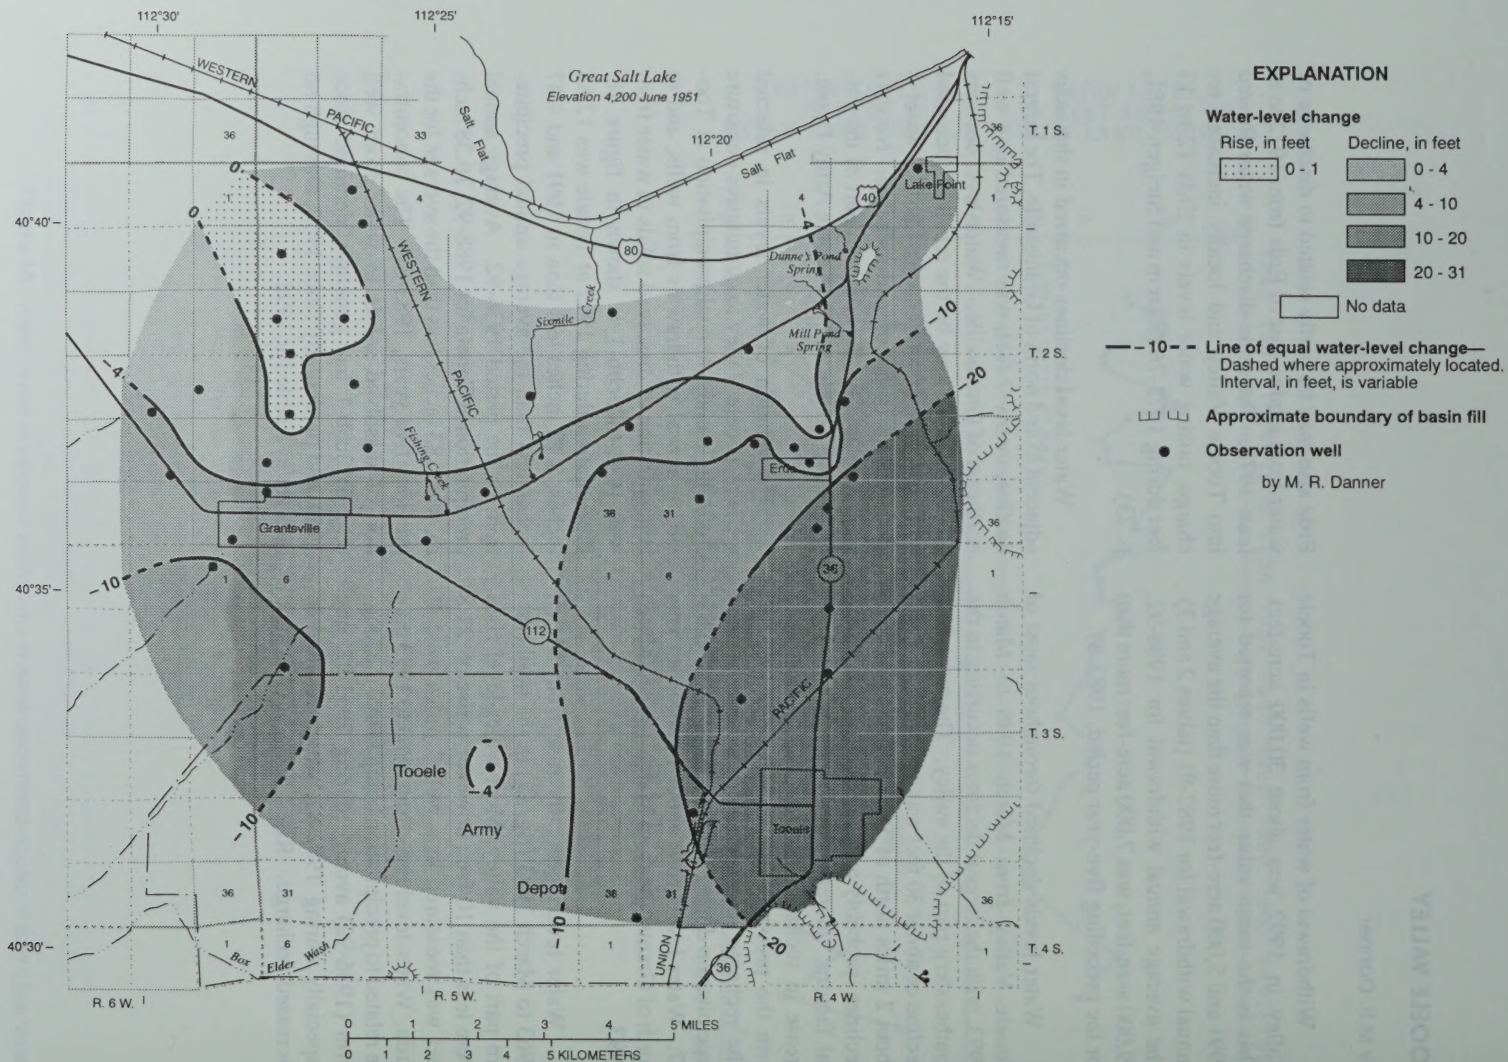 112°30'
112°25'
112°15'
Great Salt Lake
Elevation 4,200 June 1951
WESTERN
PACIFIC
Salt Flat
112°20'
Salt Flat
T. 1 S.
36
33
36
1
6
4
4
1
0
0
40°40'
40
Lake Point
-4
80
WESTERN
Dunne's Pond
Spring
Sixmile Creek
-10
Mill Pond
Spring
T. 2 S.
-4
PACIFIC
-20
Fishing Creek
Erda
Grantsville
36
31
36
36
-10
1
6
1
6
1
40°35'
112
PACIFIC
T. 3 S.
Tooele
-4
-10
Army
Tooele
Depot
36
31
36
31
36
-10
-20
40°30'
1
6
1
1
T. 4 S.
Box Elder Wash
UNION
36
R. 6 W.
R. 5 W.
R. 4 W.
0 1 2 3 4 5 MILES
0 1 2 3 4 5 KILOMETERS
EXPLANATION
Water-level change
Rise, in feet
Decline, in feet
0 - 1
0 - 4
4 - 10
10 - 20
20 - 31
No data
-10- Line of equal water-level change—
Dashed where approximately located.
Interval, in feet, is variable
Approximate boundary of basin fill
Observation well
by M. R. Danner